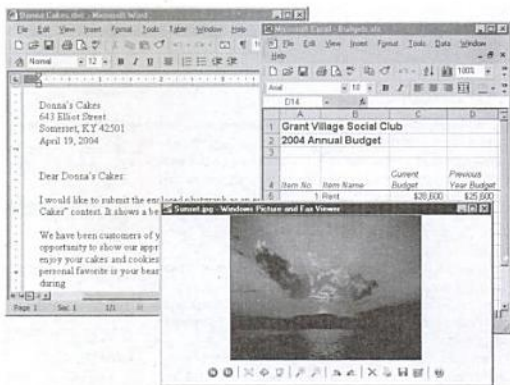 Donna Cakes.doc - Microsoft Word
File Edit View Insert Format Tools Table Window Help
Normal 12 B I U
Donna's Cakes
643 Elliot Street
Somerset, KY 42501
April 19, 2004
Dear Donna's Cakes:
I would like to submit the enclosed photograph as an
Cakes" contest. It shows a be
We have been customers of y
opportunity to show our appr
enjoy your cakes and cookies
personal favorite is your bear
during
Page 1 Sec 1 1/1
Microsoft Excel - Budgets.xls
File Edit View Insert Format Tools Data Window
Help
100%
Arial 10 B I U
D14 fx
A B C D
1 Grant Village Social Club
2 2004 Annual Budget
3
Current Previous
4 Item No. Item Name Budget Year Budget
1 Rent $20,600 $25,600
Sunset.jpg - Windows Picture and Fax Viewer